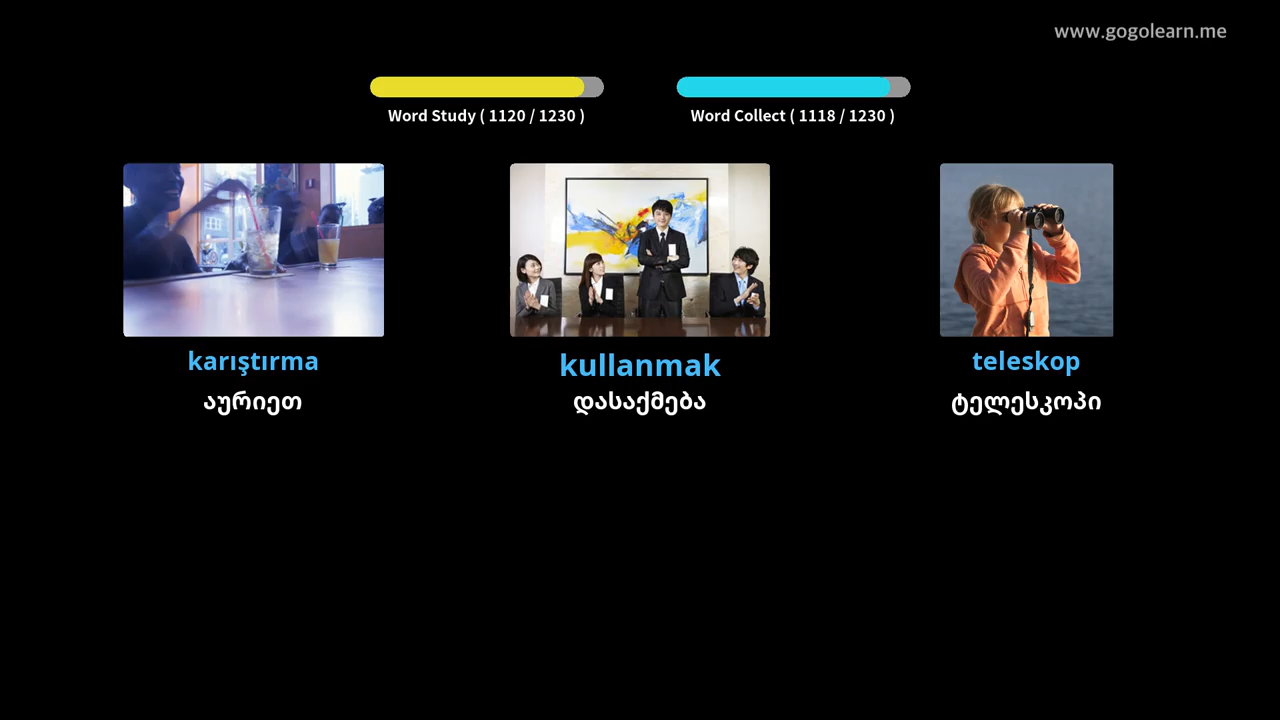 www.gogolearn.me
Word Study ( 1120 / 1230 )
Word Collect ( 1118 / 1230 )
karıştırma
kullanmak
teleskop
აურიეთ
დასაქმება
ტელესკოპი